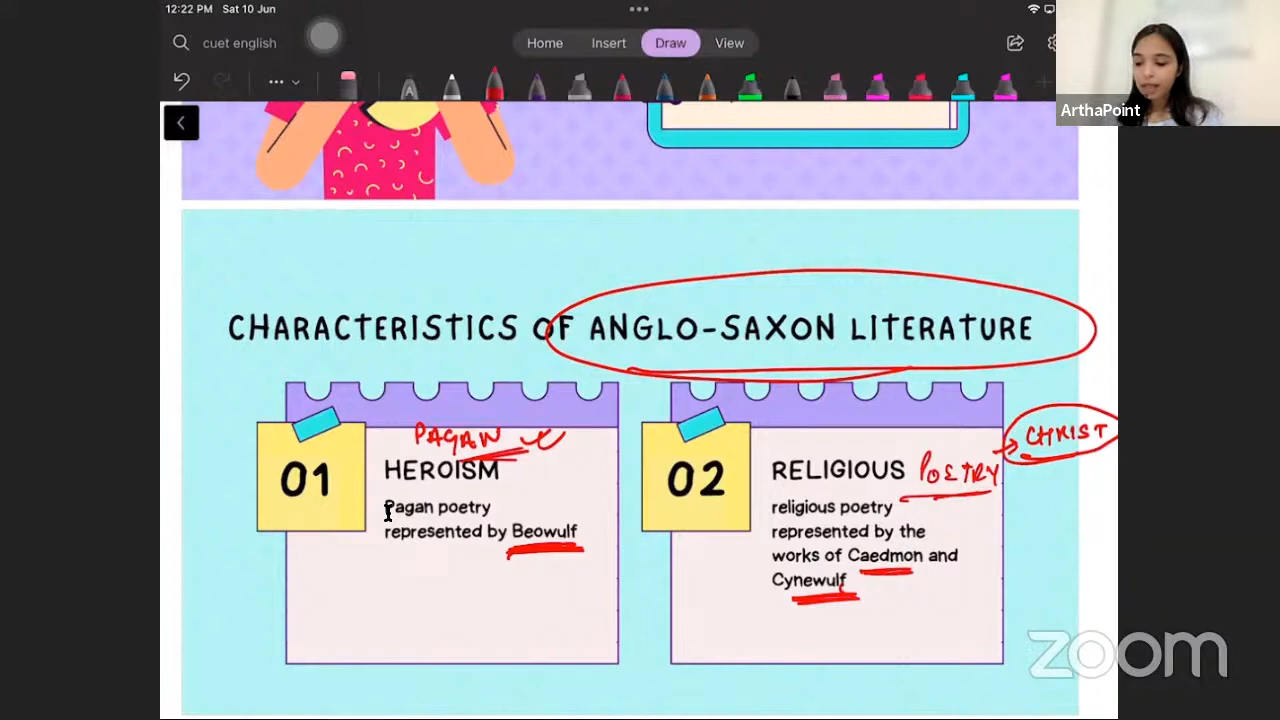 12:22 PM Sat 10 Jun
cuet english
Home Insert Draw View
A
ArthaPoint
CHARACTERISTICS OF ANGLO-SAXON LITERATURE
01
PAGAN
HEROISM
Pagan poetry
represented by Beowulf
02
RELIGIOUS POETRY
CHRIST
religious poetry
represented by the
works of Caedmon and
Cynewulf
zoom